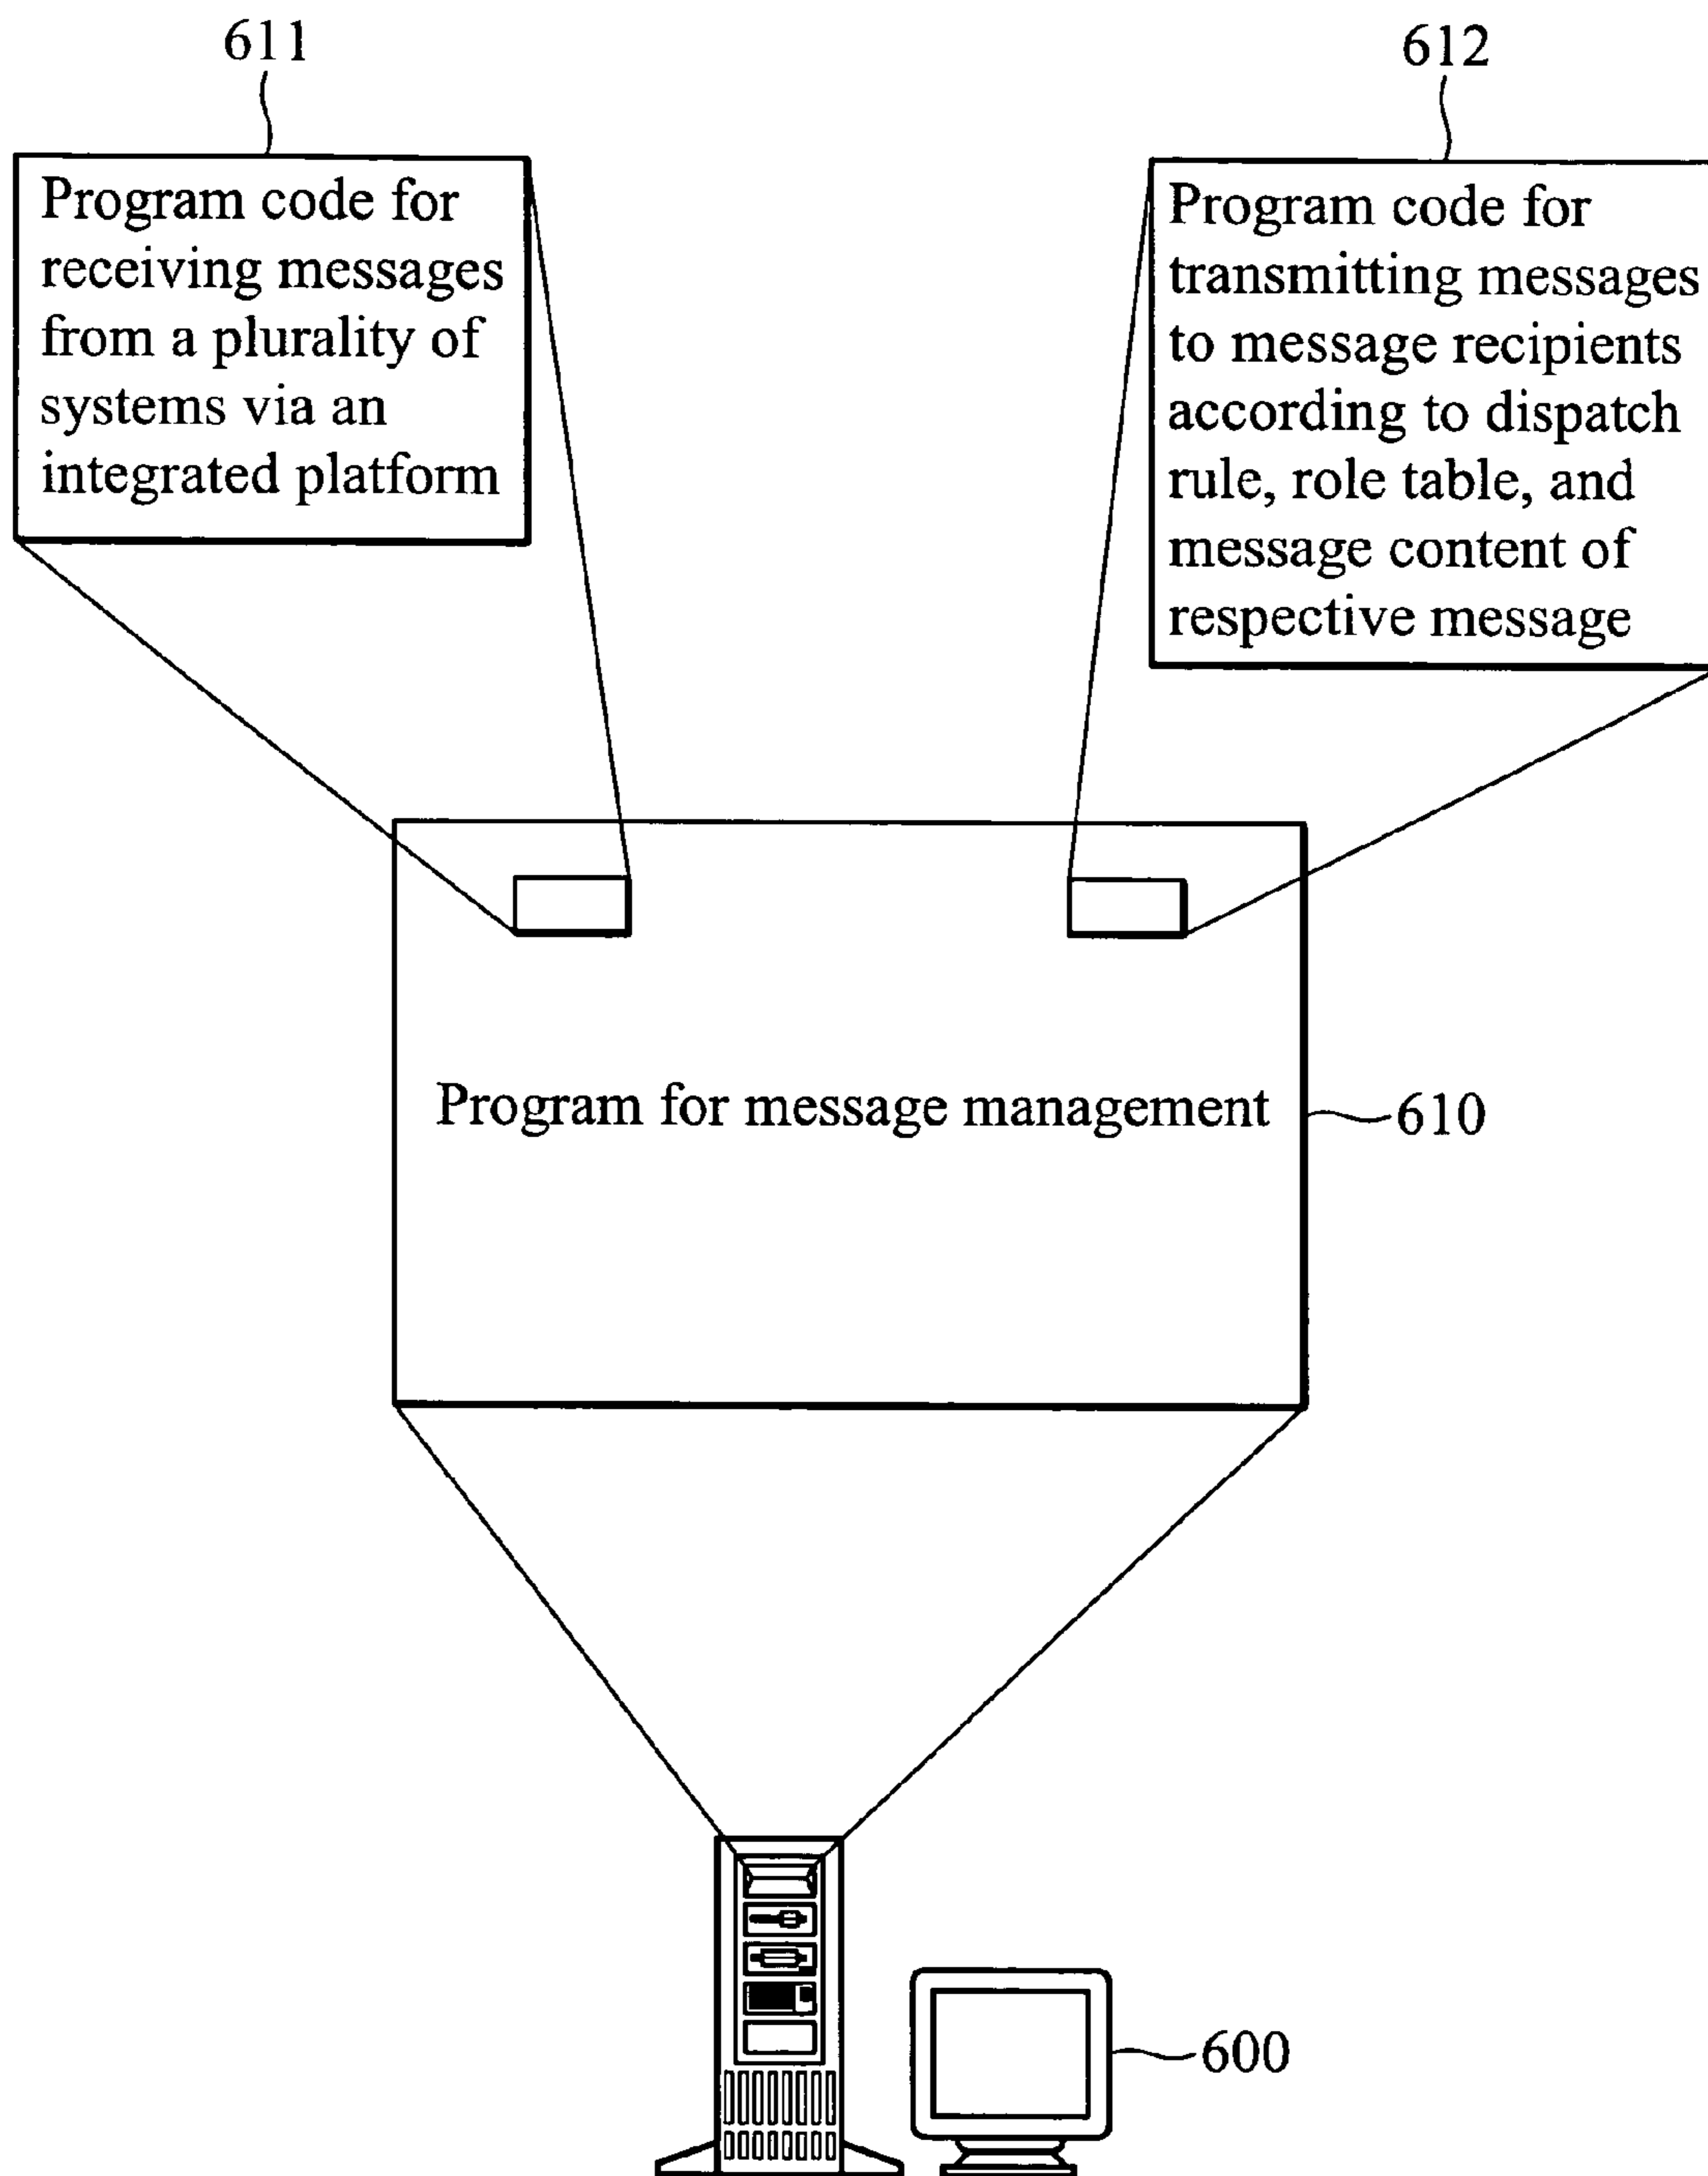 611
612
Program code for
receiving messages
from a plurality of
systems via an
integrated platform
Program code for
transmitting messages
to message recipients
according to dispatch
rule, role table, and
message content of
respective message
Program for message management
610
600